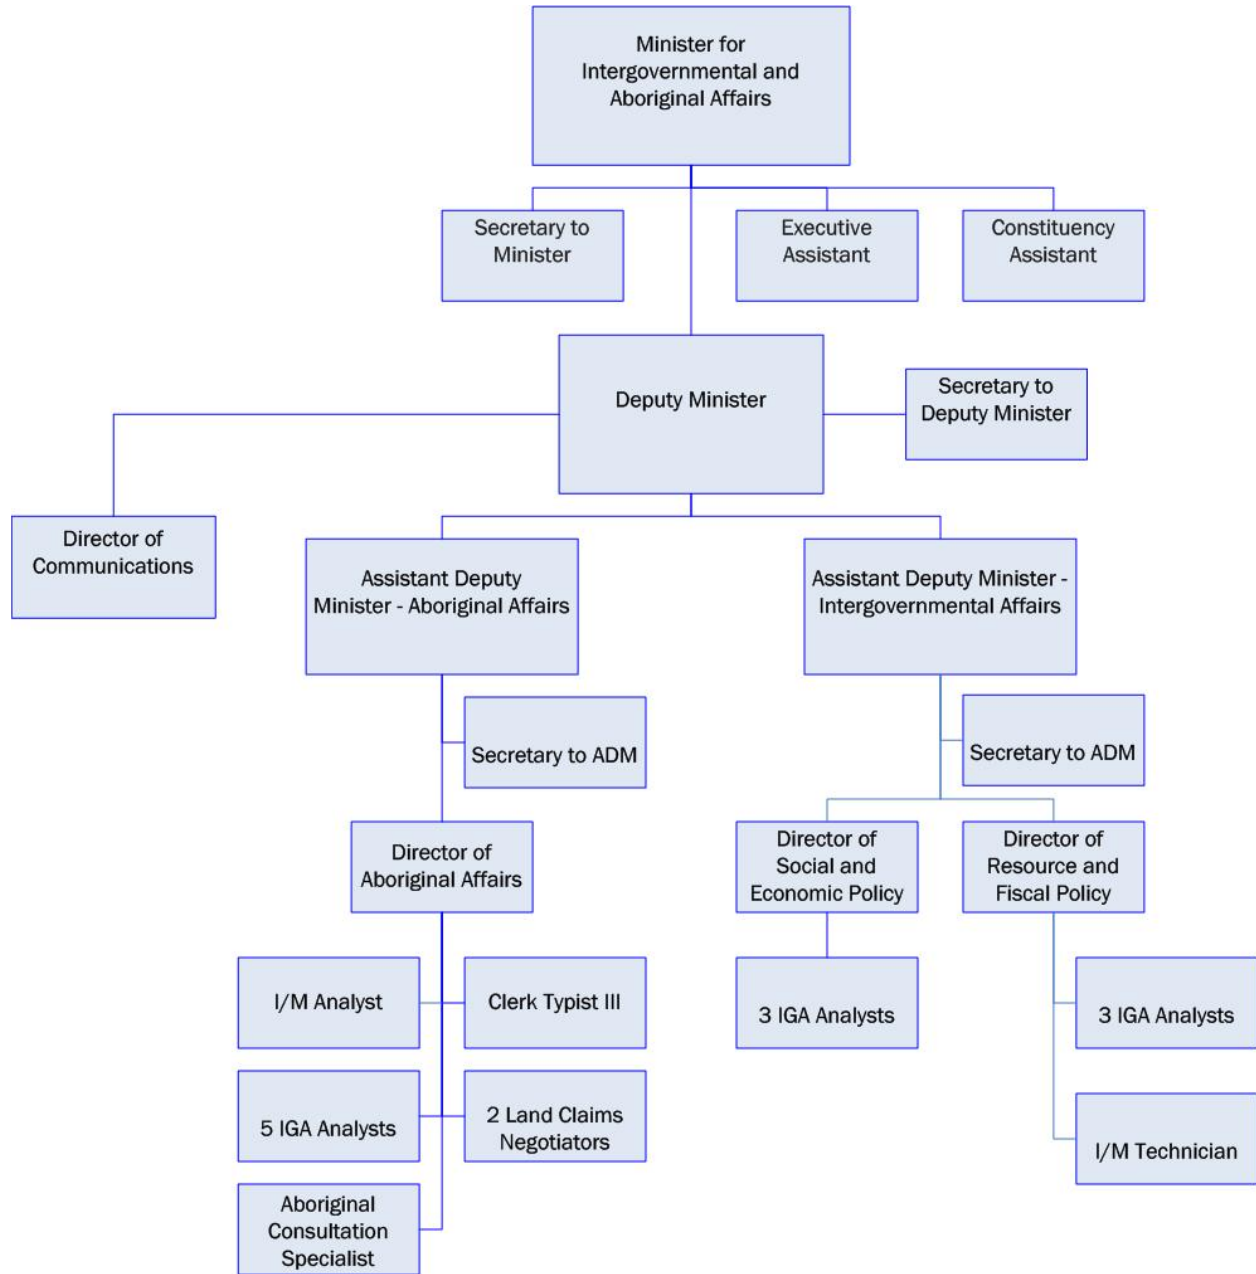 Minister for
Intergovernmental and
Aboriginal Affairs
Secretary to
Minister
Executive
Assistant
Constituency
Assistant
Deputy Minister
Secretary to
Deputy Minister
Director of
Communications
Assistant Deputy
Minister - Aboriginal Affairs
Assistant Deputy Minister -
Intergovernmental Affairs
Secretary to ADM
Secretary to ADM
Director of
Aboriginal Affairs
Director of
Social and
Economic Policy
Director of
Resource and
Fiscal Policy
I/M Analyst
Clerk Typist III
3 IGA Analysts
3 IGA Analysts
5 IGA Analysts
2 Land Claims
Negotiators
I/M Technician
Aboriginal
Consultation
Specialist